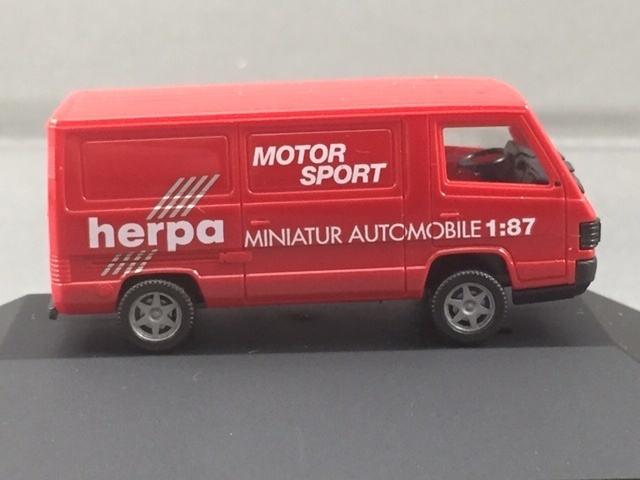 MOTOR
SPORT
herpa
MINIATUR AUTOMOBILE 1:87